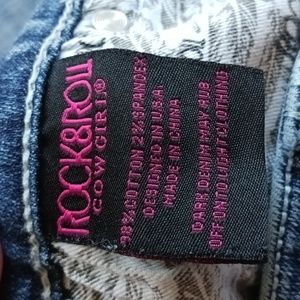 ROCK&ROLL
COWGIRL®
98% COTTON 2% SPANDEX
DESIGNED IN U.S.A
MADE IN CHINA
DARK DENIM MAY RUB
OFF ONTO LIGHT CLOTHING